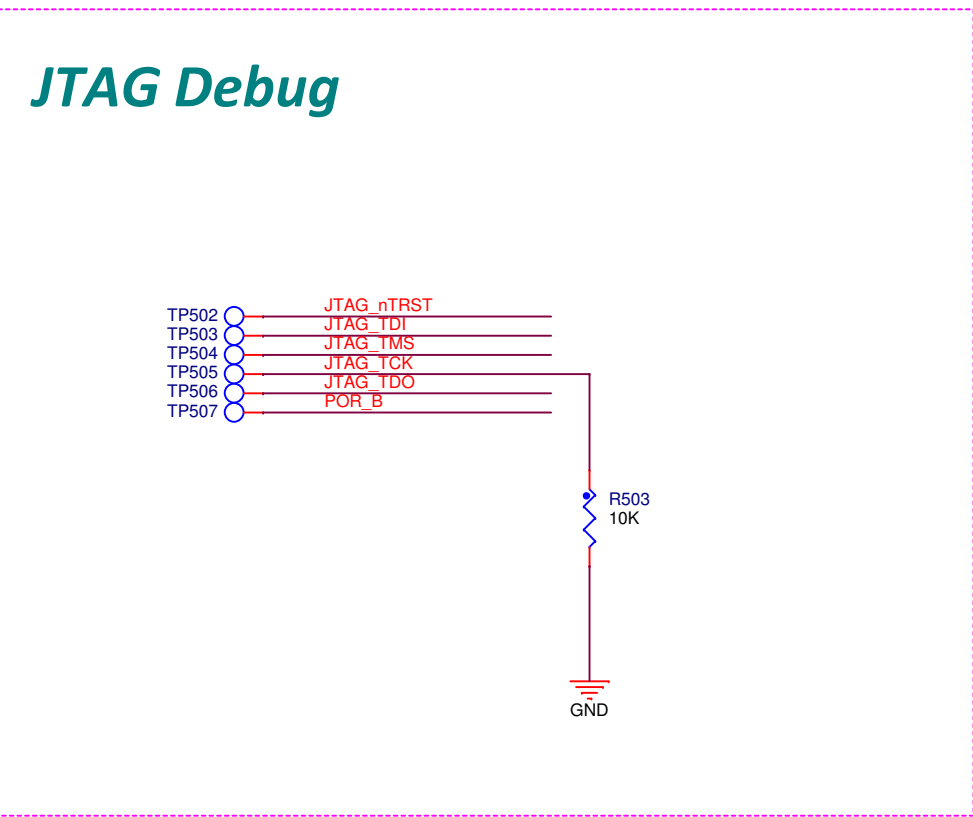 JTAG Debug
TP502 JTAG_nTRST
TP503 JTAG_TDI
TP504 JTAG_TMS
TP505 JTAG_TCK
TP506 JTAG_TDO
TP507 POR_B
R503
10K
GND